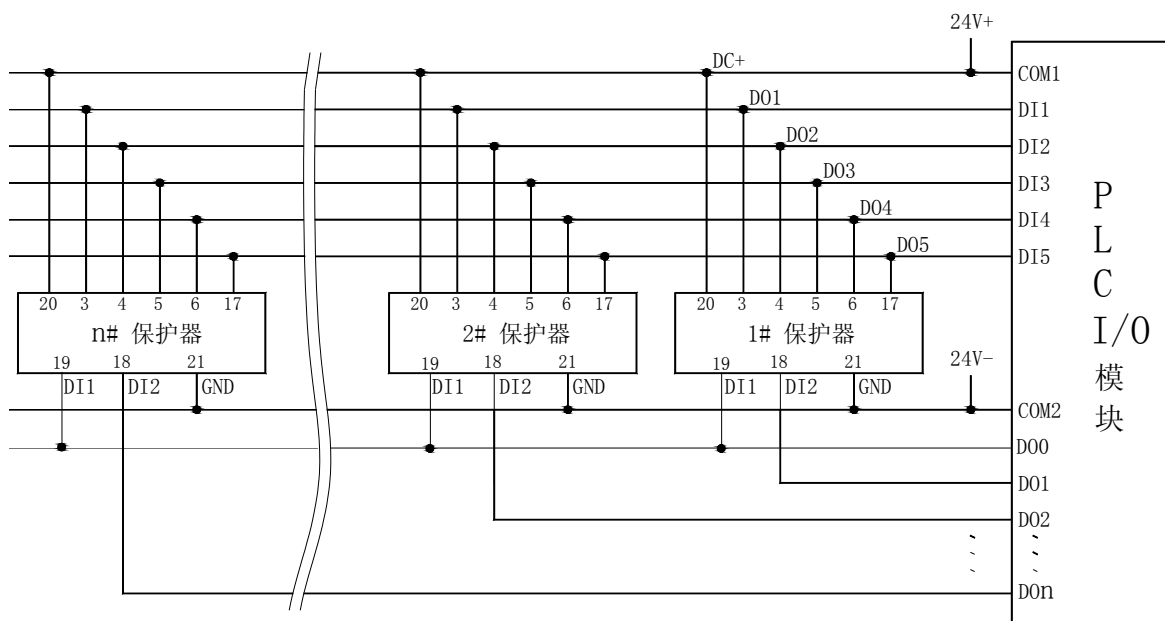 24V+
DC+
COM1
DO1
DI1
DO2
DI2
DO3
DI3
DO4
DI4
DO5
DI5
20 3 4 5 6 17
20 3 4 5 6 17
20 3 4 5 6 17
n# 保护器
2# 保护器
1# 保护器
19 18 21
19 18 21
19 18 21
DI1 DI2 GND
DI1 DI2 GND
DI1 DI2 GND
24V-
COM2
DO0
DO1
DO2
DOn
PLC I/O 模块